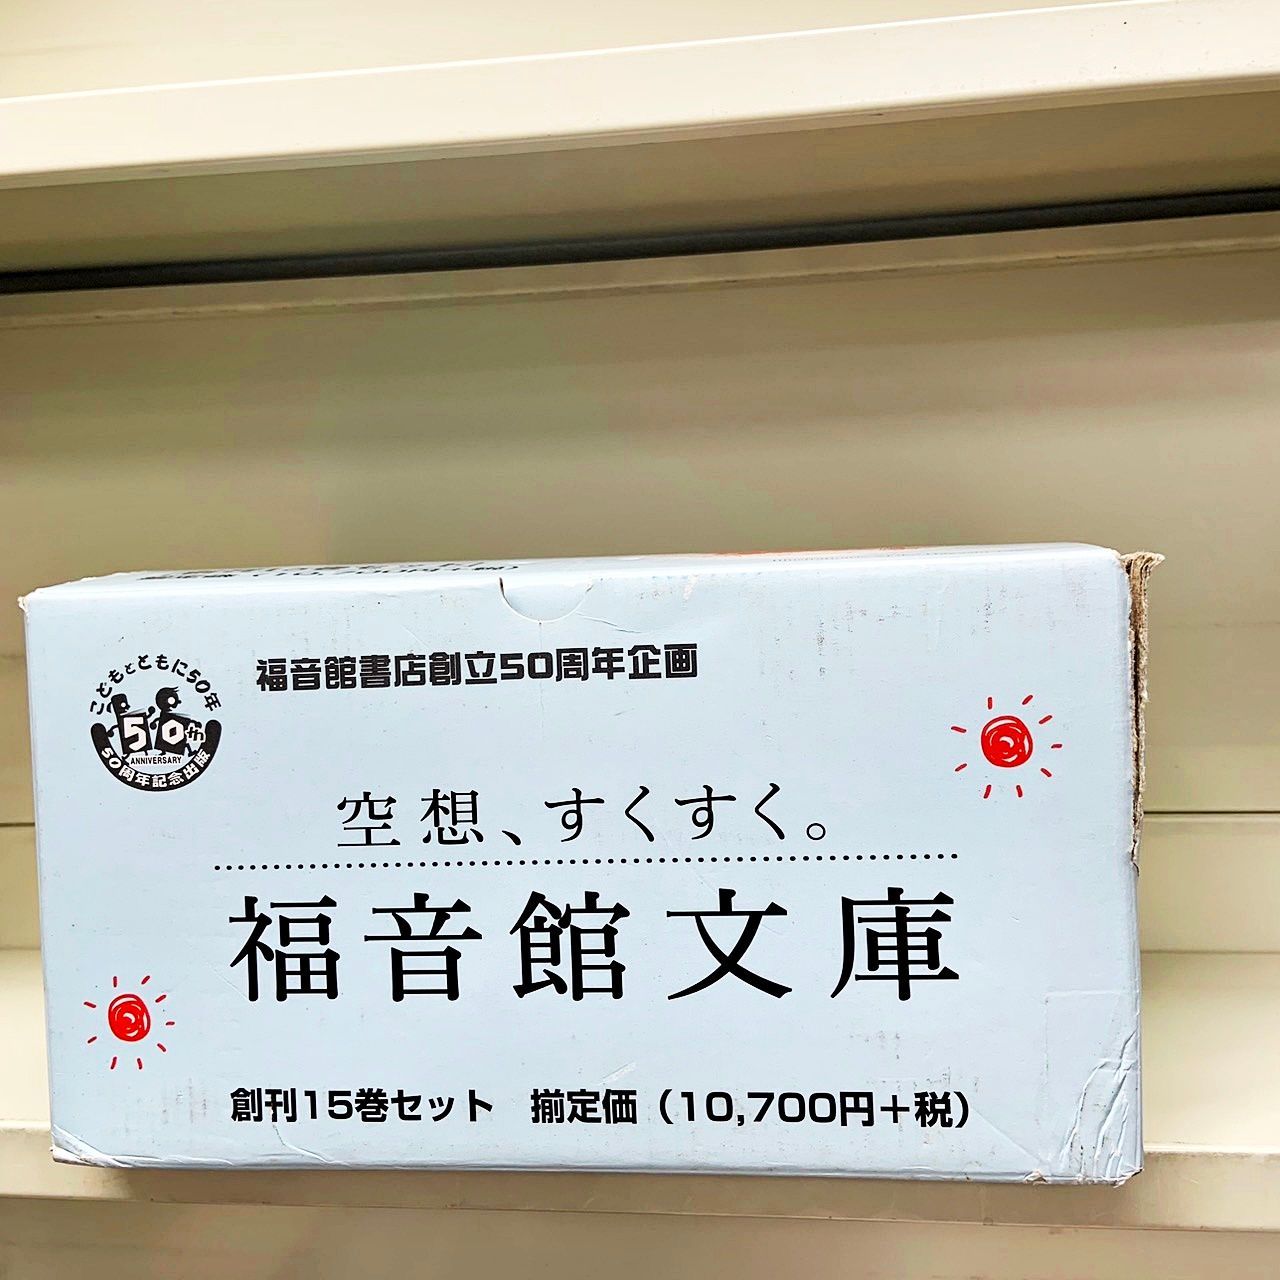 こどもとともに50年
50th
ANNIVERSARY
50周年記念出版
福音館書店創立50周年企画
空想、すくすく。
福音館文庫
創刊15巻セット 揃定価（10,700円＋税）